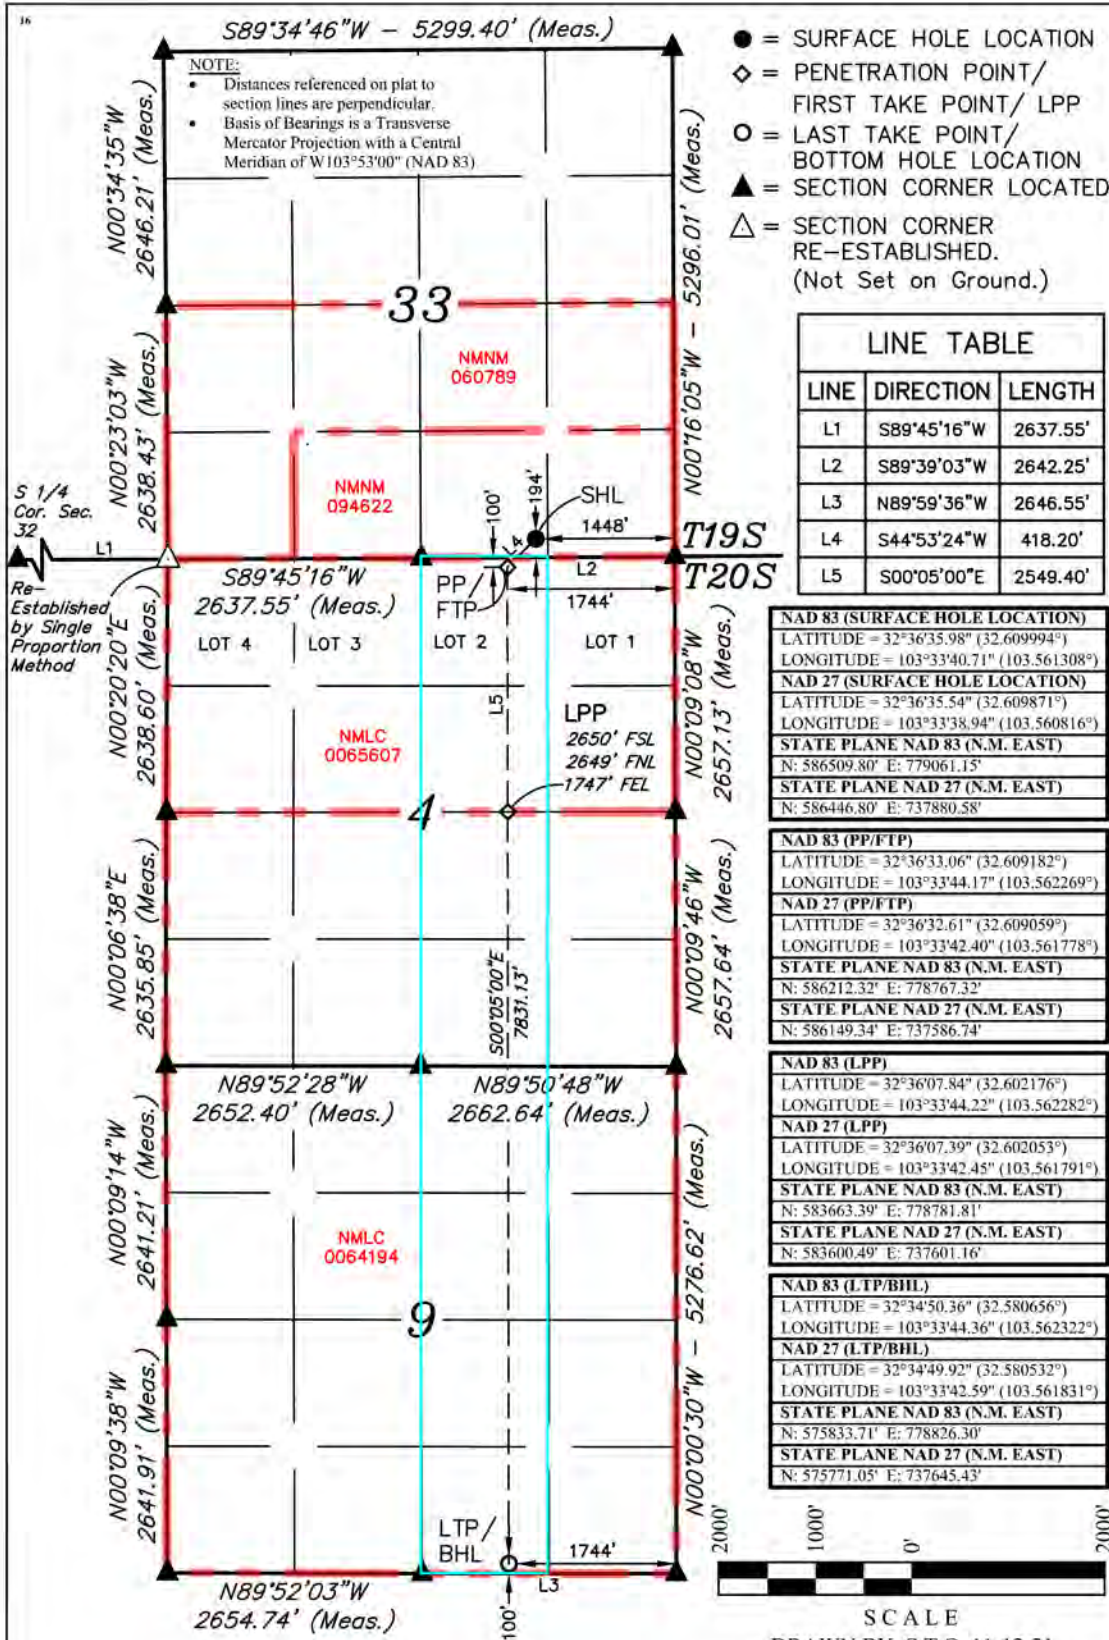 36
S89°34'46"W – 5299.40' (Meas.)
NOTE:
• Distances referenced on plat to
section lines are perpendicular.
• Basis of Bearings is a Transverse
Mercator Projection with a Central
Meridian of W103°53'00" (NAD 83)
N00°34'35"W
2646.21' (Meas.)
N00°23'03"W
2638.43' (Meas.)
N00°16'05"W – 5296.01' (Meas.)
33
NMNM
060789
NMNM
094622
100'
194'
SHL
1448'
L4
T19S
T20S
S 1/4
Cor. Sec.
32
L1
Re-
Established
by Single
Proportion
Method
S89°45'16"W
2637.55' (Meas.)
PP/
FTP
L2
1744'
LOT 4
LOT 3
LOT 2
LOT 1
N00°20'20"E
2638.60' (Meas.)
N00°09'08"W
2657.13' (Meas.)
L5
LPP
2650' FSL
2649' FNL
1747' FEL
NMLC
0065607
4
N00°06'38"E
2635.85' (Meas.)
N00°09'46"W
2657.64' (Meas.)
S00°05'00"E
7831.13'
N89°52'28"W
2652.40' (Meas.)
N89°50'48"W
2662.64' (Meas.)
N00°09'14"W
2641.21' (Meas.)
NMLC
0064194
9
N00°00'30"W – 5276.62' (Meas.)
N00°09'38"W
2641.91' (Meas.)
LTP/
BHL
1744'
L3
N89°52'03"W
2654.74' (Meas.)
100'
= SURFACE HOLE LOCATION
= PENETRATION POINT/
FIRST TAKE POINT/ LPP
= LAST TAKE POINT/
BOTTOM HOLE LOCATION
= SECTION CORNER LOCATED
= SECTION CORNER
RE-ESTABLISHED.
(Not Set on Ground.)
LINE TABLE
LINE DIRECTION LENGTH
L1 S89°45'16"W 2637.55'
L2 S89°39'03"W 2642.25'
L3 N89°59'36"W 2646.55'
L4 S44°53'24"W 418.20'
L5 S00°05'00"E 2549.40'
NAD 83 (SURFACE HOLE LOCATION)
LATITUDE = 32°36'35.98" (32.609994°)
LONGITUDE = 103°33'40.71" (103.561308°)
NAD 27 (SURFACE HOLE LOCATION)
LATITUDE = 32°36'35.54" (32.609871°)
LONGITUDE = 103°33'38.94" (103.560816°)
STATE PLANE NAD 83 (N.M. EAST)
N: 586509.80' E: 779061.15'
STATE PLANE NAD 27 (N.M. EAST)
N: 586446.80' E: 737880.58'
NAD 83 (PP/FTP)
LATITUDE = 32°36'33.06" (32.609182°)
LONGITUDE = 103°33'44.17" (103.562269°)
NAD 27 (PP/FTP)
LATITUDE = 32°36'32.61" (32.609059°)
LONGITUDE = 103°33'42.40" (103.561778°)
STATE PLANE NAD 83 (N.M. EAST)
N: 586212.32' E: 778767.32'
STATE PLANE NAD 27 (N.M. EAST)
N: 586149.34' E: 737586.74'
NAD 83 (LPP)
LATITUDE = 32°36'07.84" (32.602176°)
LONGITUDE = 103°33'44.22" (103.562282°)
NAD 27 (LPP)
LATITUDE = 32°36'07.39" (32.602053°)
LONGITUDE = 103°33'42.45" (103.561791°)
STATE PLANE NAD 83 (N.M. EAST)
N: 583663.39' E: 778781.81'
STATE PLANE NAD 27 (N.M. EAST)
N: 583600.49' E: 737601.16'
NAD 83 (LTP/BHL)
LATITUDE = 32°34'50.36" (32.580656°)
LONGITUDE = 103°33'44.36" (103.562322°)
NAD 27 (LTP/BHL)
LATITUDE = 32°34'49.92" (32.580532°)
LONGITUDE = 103°33'42.59" (103.561831°)
STATE PLANE NAD 83 (N.M. EAST)
N: 575833.71' E: 778826.30'
STATE PLANE NAD 27 (N.M. EAST)
N: 575771.05' E: 737645.43'
2000' 1000' 0' 2000'
SCALE